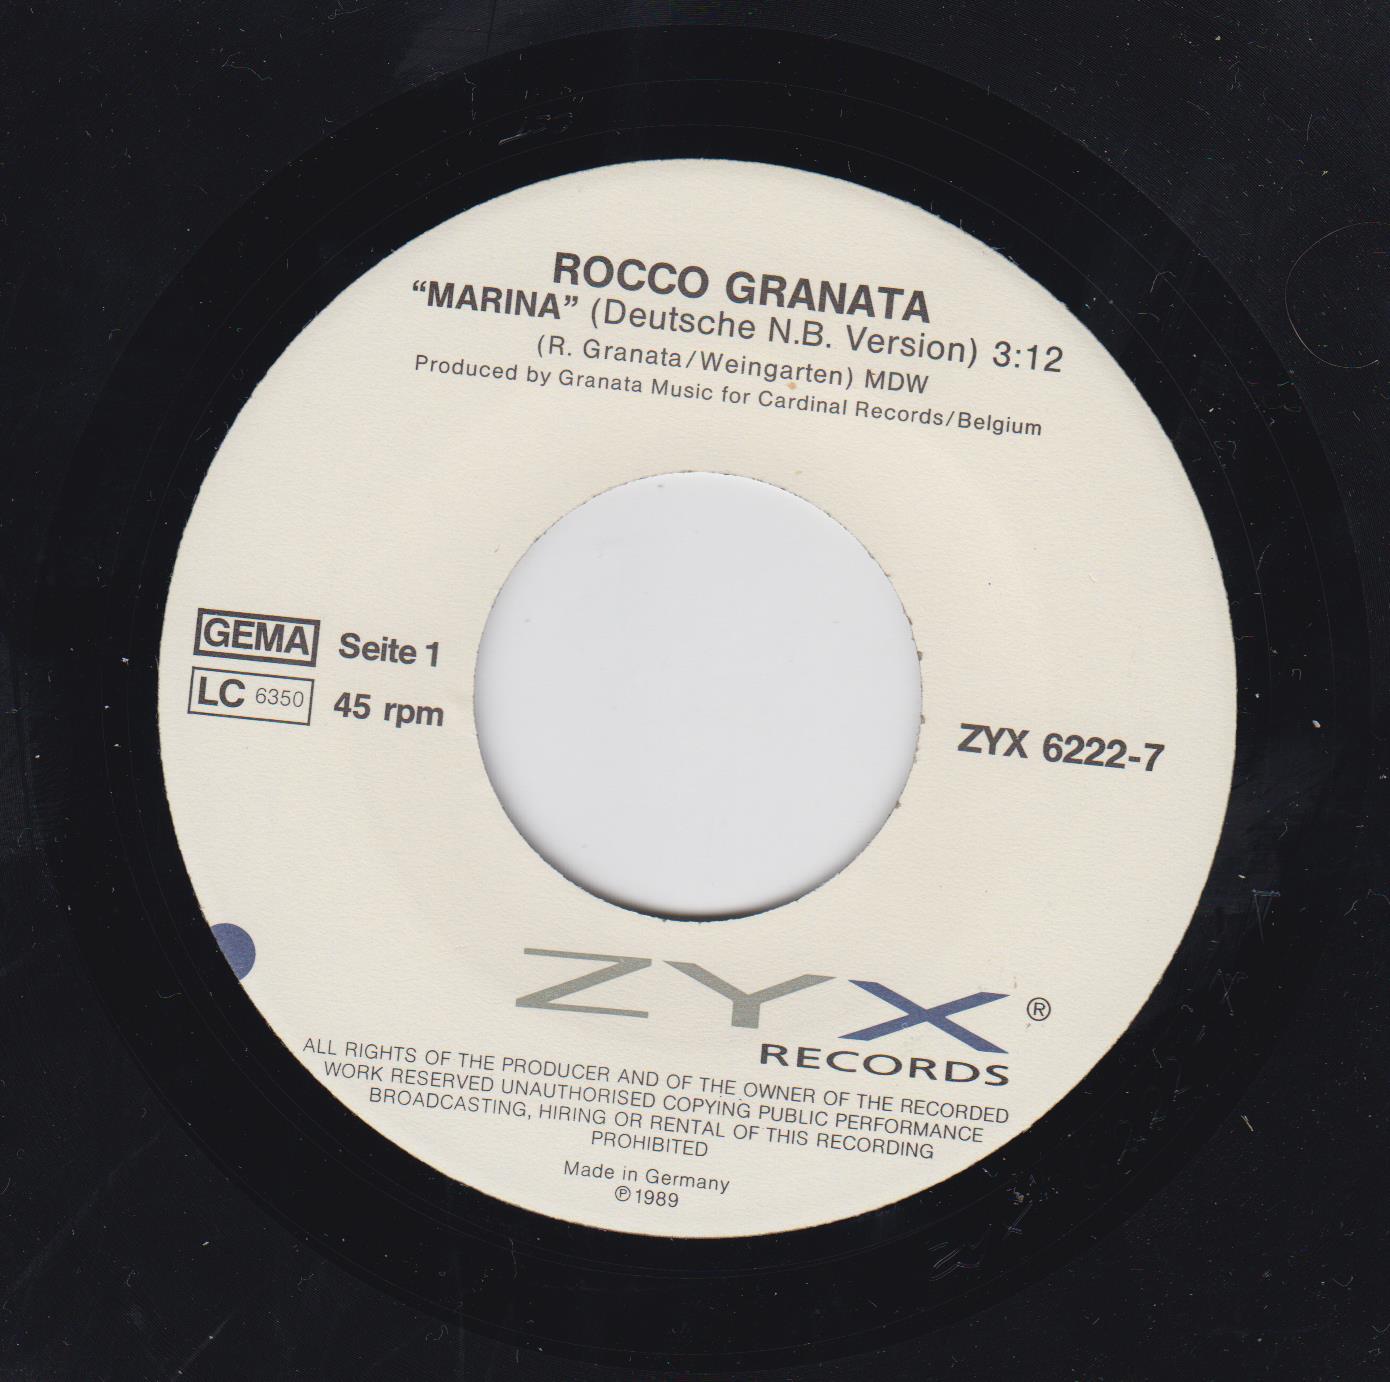 ROCCO GRANATA
“MARINA” (Deutsche N.B. Version) 3:12
(R. Granata/Weingarten) MDW
Produced by Granata Music for Cardinal Records/Belgium
GEMA Seite 1
LC 6350 45 rpm
ZYX 6222-7
ZYX ®
RECORDS
ALL RIGHTS OF THE PRODUCER AND OF THE OWNER OF THE RECORDED
WORK RESERVED UNAUTHORISED COPYING PUBLIC PERFORMANCE
BROADCASTING, HIRING OR RENTAL OF THIS RECORDING
PROHIBITED
Made in Germany
℗ 1989